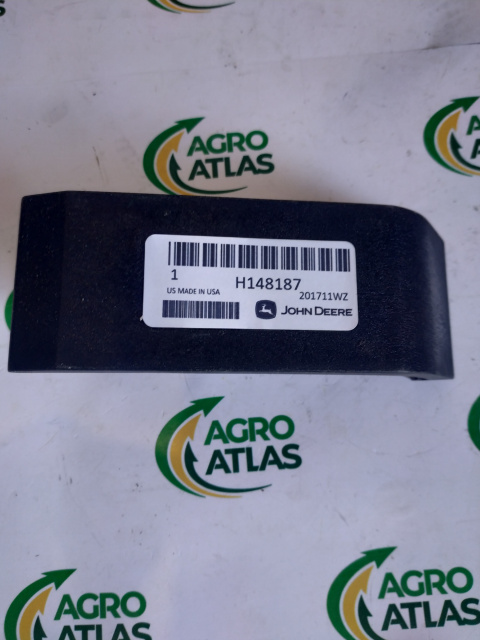 AGRO
ATLAS
1
H148187
US MADE IN USA
201711WZ
JOHN DEERE
AGRO
ATLAS
AGRO
ATLAS
AGRO
ATLAS